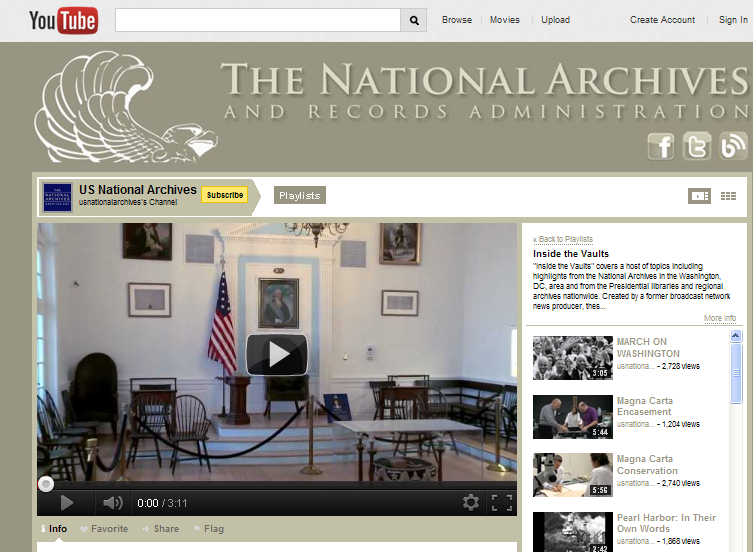 YouTube
Browse | Movies | Upload
Create Account | Sign In
THE NATIONAL ARCHIVES
AND RECORDS ADMINISTRATION
THE NATIONAL ARCHIVES
US National Archives
usnationalarchives's Channel
Subscribe
Playlists
« Back to Playlists
Inside the Vaults
"Inside the Vaults" covers a host of topics including
highlights from the National Archives in the Washington,
DC, area and from the Presidential libraries and regional
archives nationwide. Created by a former broadcast network
news producer, thes...
More info
MARCH ON
WASHINGTON
usnationa... - 2,728 views
3:05
Magna Carta
Encasement
usnationa... - 1,204 views
5:44
Magna Carta
Conservation
usnationa... - 2,740 views
5:56
Pearl Harbor: In Their
Own Words
usnationa... - 1,868 views
2:42
0:00 / 3:11
Info Favorite Share Flag